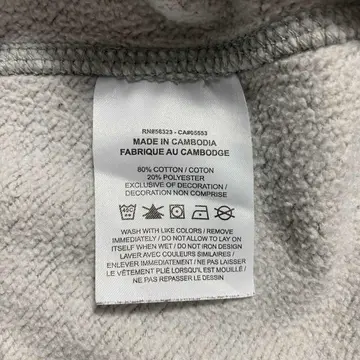 RN856323 - CA#05553
MADE IN CAMBODIA
FABRIQUE AU CAMBODGE
80% COTTON / COTON
20% POLYESTER
EXCLUSIVE OF DECORATION /
DECORATION NON COMPRISE
WASH WITH LIKE COLORS / REMOVE
IMMEDIATELY / DO NOT ALLOW TO LAY ON
ITSELF WHEN WET / DO NOT IRON DESIGN
LAVER AVEC COULEURS SIMILAIRES /
ENLEVER IMMEDIATEMENT / NE PAS LAISSER
LE VÊTEMENT PLIÉ LORSQU'IL EST MOUILLÉ /
NE PAS REPASSER LE DESSIN